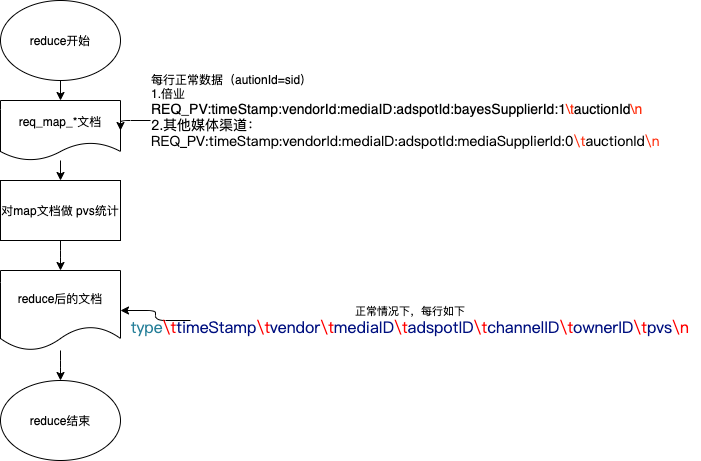 reduce开始
每行正常数据（autionId=sid）
1.倍业
REQ_PV:timeStamp:vendorId:mediaID:adspotId:bayesSupplierId:1\tauctionId\n
2.其他媒体渠道：
REQ_PV:timeStamp:vendorId:mediaID:adspotId:mediaSupplierId:0\tauctionId\n
req_map_*文档
对map文档做 pvs统计
reduce后的文档
正常情况下，每行如下
type\ttimeStamp\tvendor\tmediaID\tadspotID\tchannelID\townerID\tpvs\n
reduce结束